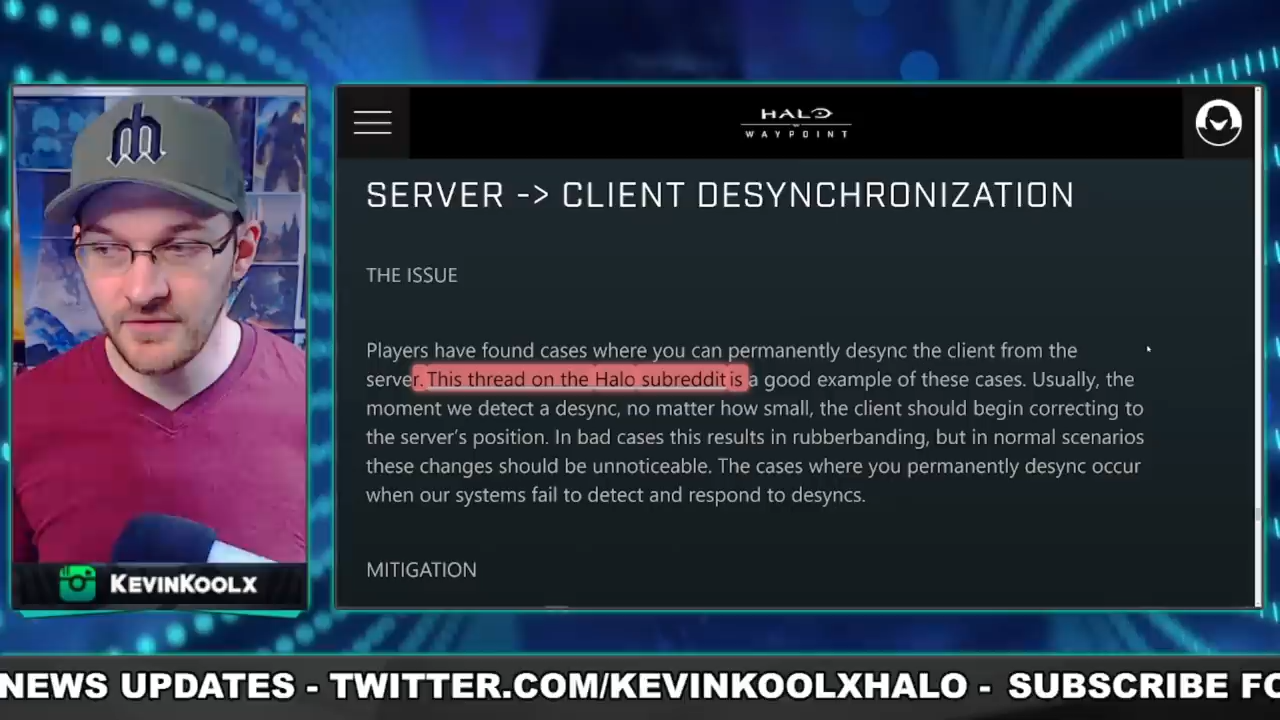 HALO
WAYPOINT
SERVER -> CLIENT DESYNCHRONIZATION
THE ISSUE
Players have found cases where you can permanently desync the client from the
server. This thread on the Halo subreddit is a good example of these cases. Usually, the
moment we detect a desync, no matter how small, the client should begin correcting to
the server's position. In bad cases this results in rubberbanding, but in normal scenarios
these changes should be unnoticeable. The cases where you permanently desync occur
when our systems fail to detect and respond to desyncs.
MITIGATION
KEVINKOOLX
NEWS UPDATES - TWITTER.COM/KEVINKOOLXHALO - SUBSCRIBE FO